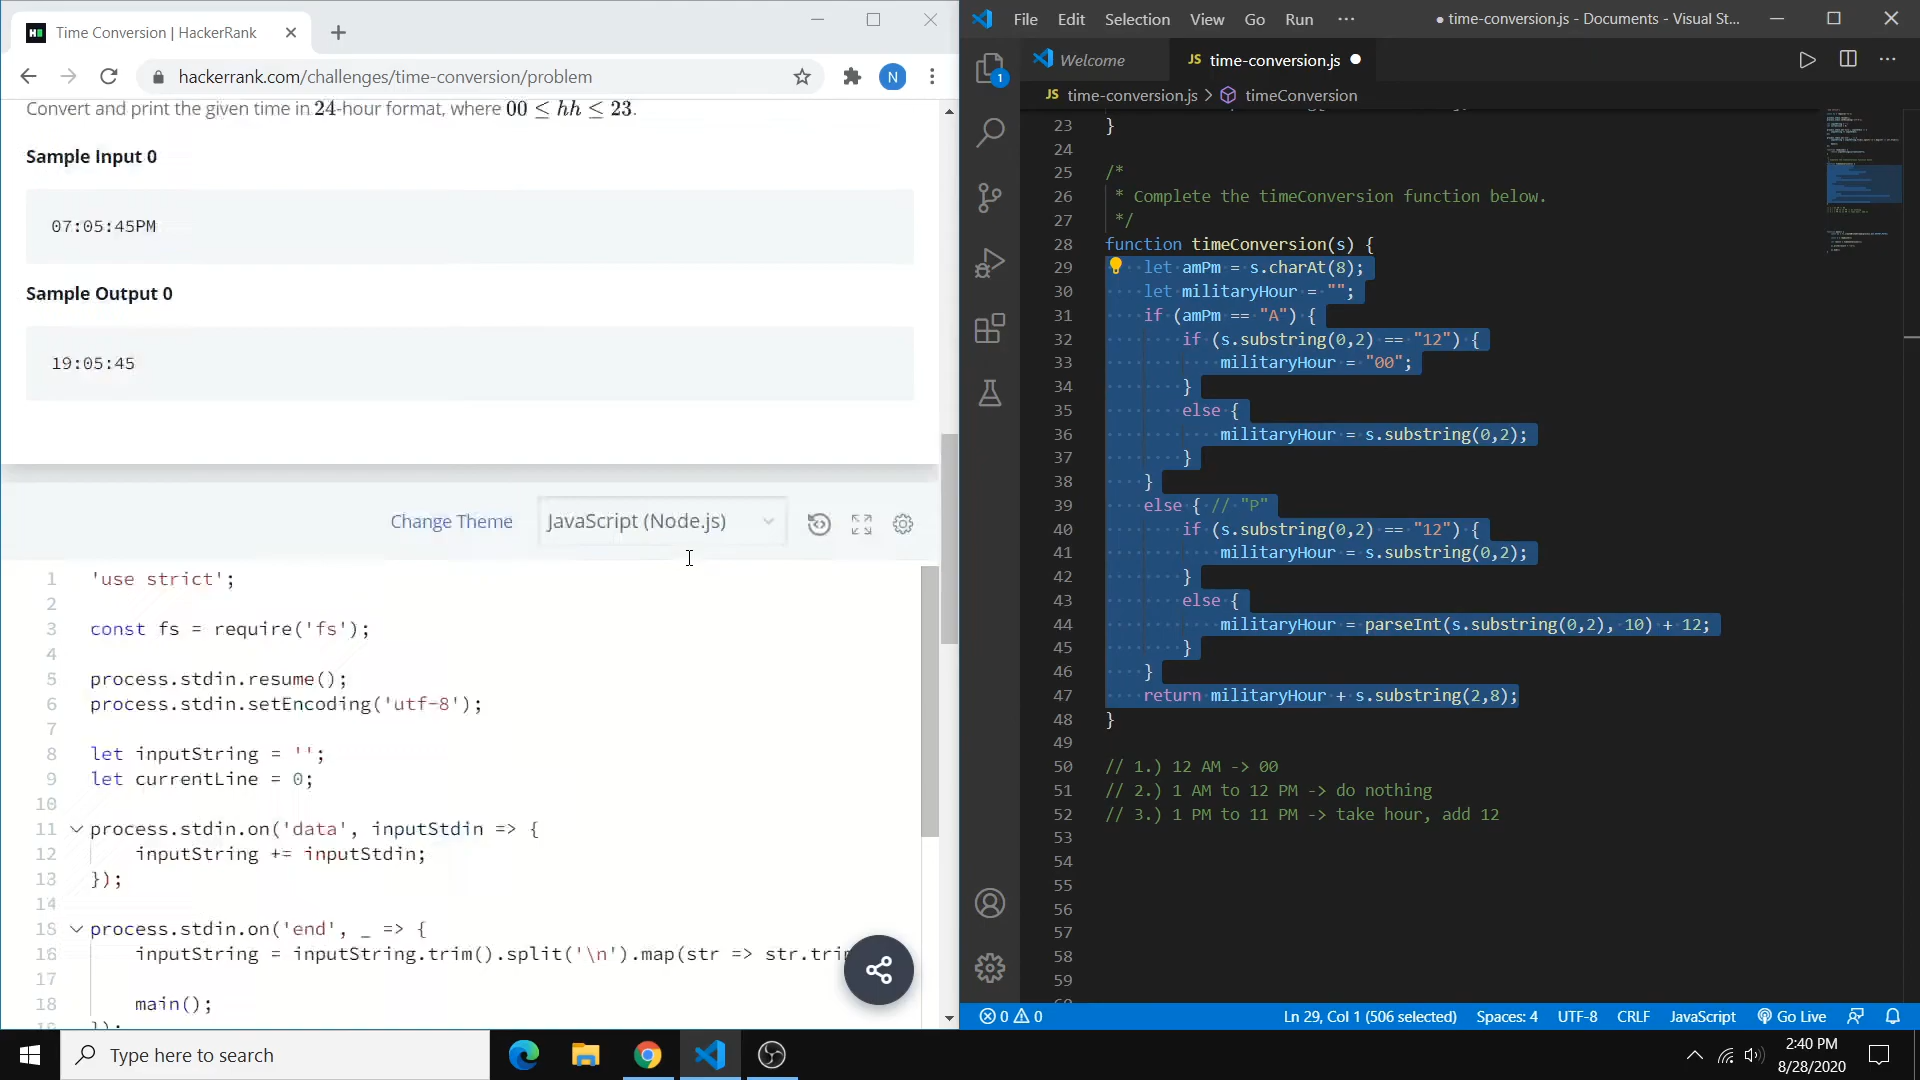 Time Conversion | HackerRank
hackerrank.com/challenges/time-conversion/problem
N
Convert and print the given time in 24-hour format, where 00 ≤ hh ≤ 23.
Sample Input 0
07:05:45PM
Sample Output 0
19:05:45
Change Theme
JavaScript (Node.js)
1 'use strict';
2
3 const fs = require('fs');
4
5 process.stdin.resume();
6 process.stdin.setEncoding('utf-8');
7
8 let inputString = '';
9 let currentLine = 0;
10
11 process.stdin.on('data', inputStdin => {
12 inputString += inputStdin;
13 });
14
15 process.stdin.on('end', _ => {
16 inputString = inputString.trim().split('\n').map(str => str.trim
17
18 main();
19 });
File Edit Selection View Go Run ···
● time-conversion.js - Documents - Visual St...
1
Welcome
JS time-conversion.js
JS time-conversion.js > timeConversion
23 }
24
25 /*
26 * Complete the timeConversion function below.
27 */
28 function timeConversion(s) {
29 let amPm = s.charAt(8);
30 let militaryHour = "";
31 if (amPm == "A") {
32 if (s.substring(0,2) == "12") {
33 militaryHour = "00";
34 }
35 else {
36 militaryHour = s.substring(0,2);
37 }
38 }
39 else { // "P"
40 if (s.substring(0,2) == "12") {
41 militaryHour = s.substring(0,2);
42 }
43 else {
44 militaryHour = parseInt(s.substring(0,2), 10) + 12;
45 }
46 }
47 return militaryHour + s.substring(2,8);
48 }
49
50 // 1.) 12 AM -> 00
51 // 2.) 1 AM to 12 PM -> do nothing
52 // 3.) 1 PM to 11 PM -> take hour, add 12
53
54
55
56
57
58
59
60
0 0
Ln 29, Col 1 (506 selected)
Spaces: 4
UTF-8
CRLF
JavaScript
Go Live
Type here to search
2:40 PM
8/28/2020